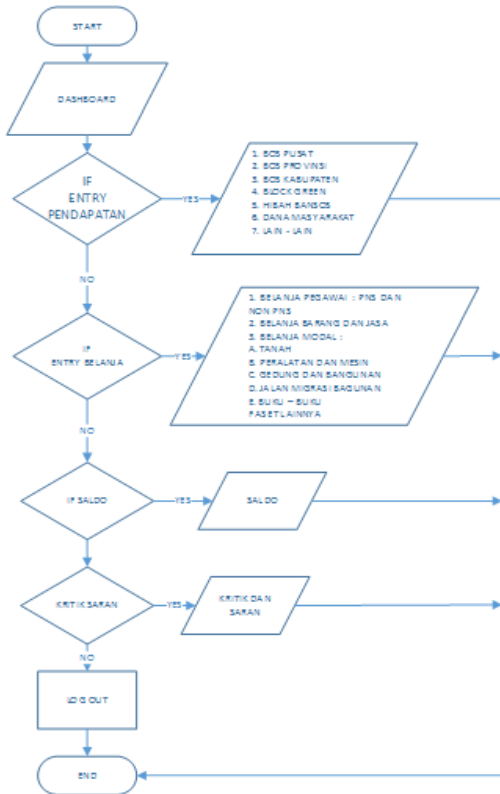 START
DASHBOARD
IF
ENTRY
PENDAPATAN
YES
1. BOS PUSAT
2. BOS PROVINSI
3. BOS KABUPATEN
4. BLOCK GREEN
5. HIBAH BANSOS
6. DANA MASYARAKAT
7. LAIN - LAIN
NO
IF
ENTRY BELANJA
YES
1. BELANJA PEGAWAI : PNS DAN
NON PNS
2. BELANJA BARANG DAN JASA
3. BELANJA MODAL :
A. TANAH
B. PERALATAN DAN MESIN
C. GEDUNG DAN BANGUNAN
D. JALAN MIGRASI BAGUNAN
E. BUKU – BUKU
F ASET LAINNYA
NO
IF SALDO
YES
SALDO
KRITIK SARAN
YES
KRITIK DAN
SARAN
NO
LOG OUT
END